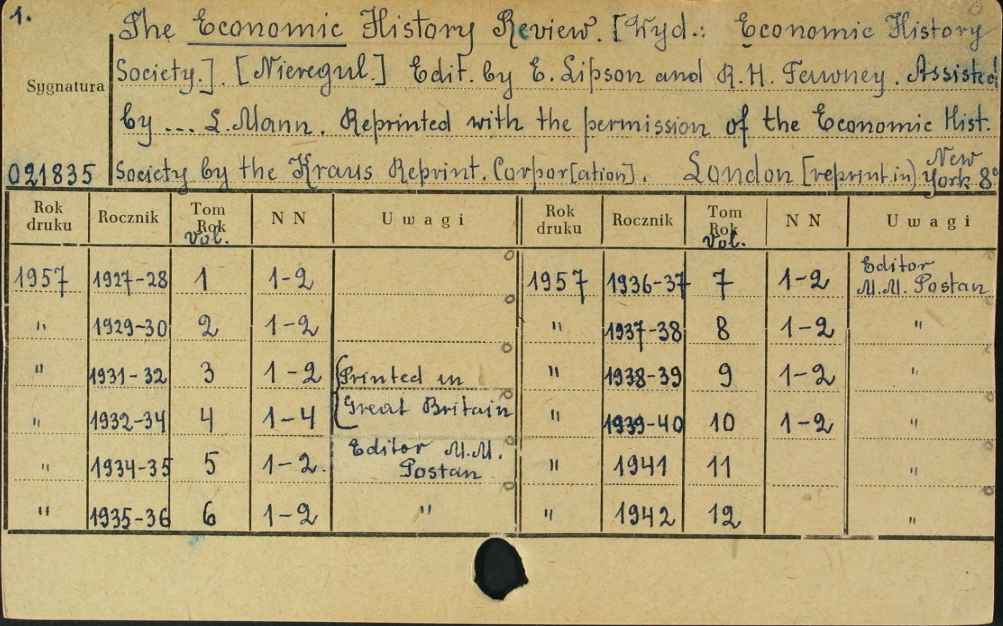 1.
The Economic History Review. [Wyd.: Economic History
Society.]. [Nieregul.] Edit. by E. Lipson and R.H. Tewney. Assisted
by ... L. Mann. Reprinted with the permission of the Economic Hist.
Society by the Kraus Reprint. Corpor[ation]. London [reprint.in) New York 8°
Sygnatura
021835
Rok druku Rocznik Tom Rok Vol. N N Uwagi Rok druku Rocznik Tom Rok Vol. N N Uwagi
1957 1927-28 1 1-2 1957 1936-37 7 1-2 Editor M.M. Postan
" 1929-30 2 1-2 " 1937-38 8 1-2 "
" 1931-32 3 1-2 {Printed in " 1938-39 9 1-2 "
" 1932-34 4 1-4 Great Britain " 1939-40 10 1-2 "
" 1934-35 5 1-2. Editor M.M. Postan " 1941 11 "
" 1935-36 6 1-2 " " 1942 12 "